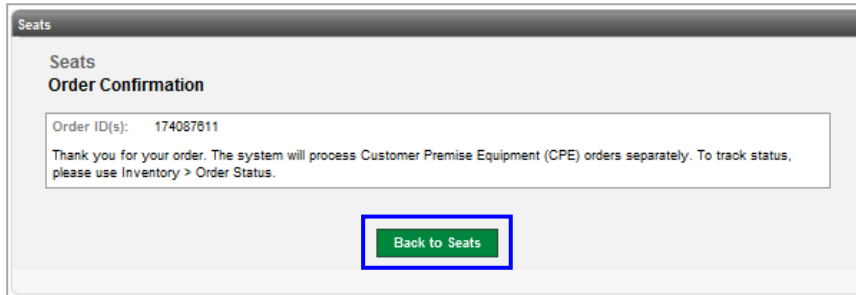 Seats
Seats
Order Confirmation
Order ID(s): 174087611
Thank you for your order. The system will process Customer Premise Equipment (CPE) orders separately. To track status,
please use Inventory > Order Status.
Back to Seats